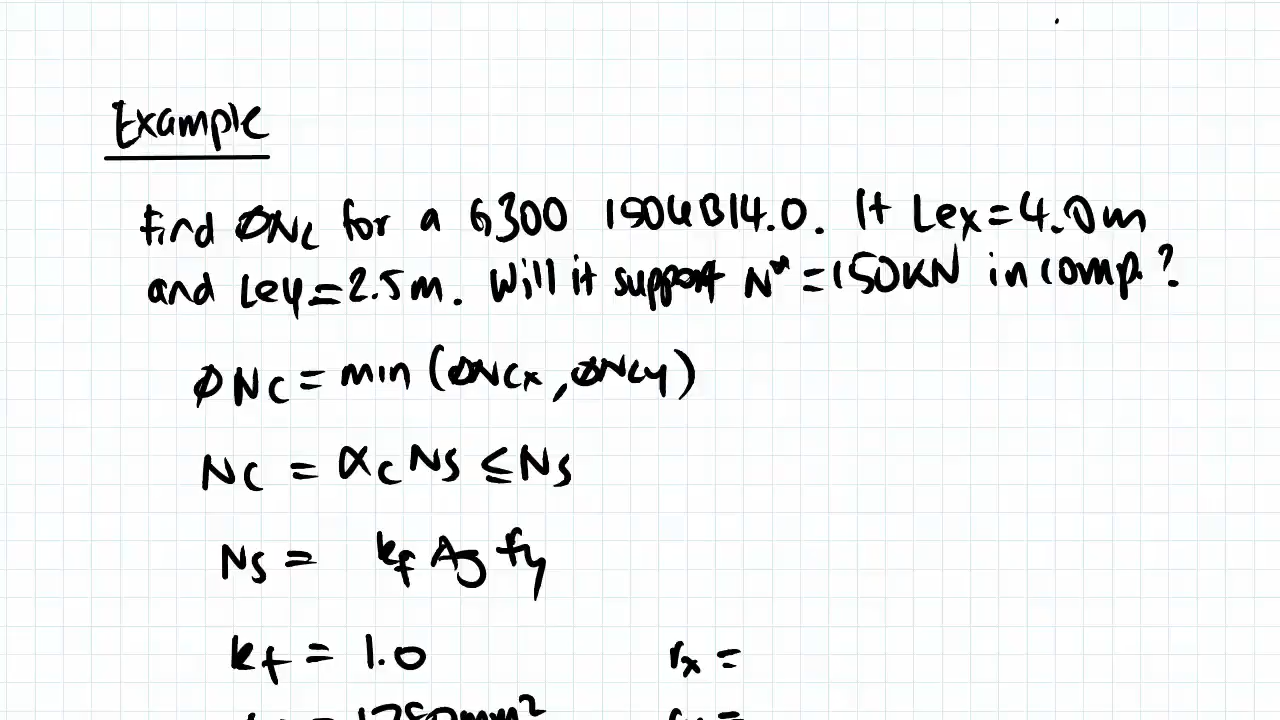 Example
Find ØNc for a G300 150UB14.0. If Lex=4.0m
and Ley=2.5m. Will it support N*=150KN in comp.?
ØNC = min (ØNCx, ØNCy)
NC = αC NS ≤ NS
NS = kf Ag fy
kf = 1.0 rx =
= 1780mm²